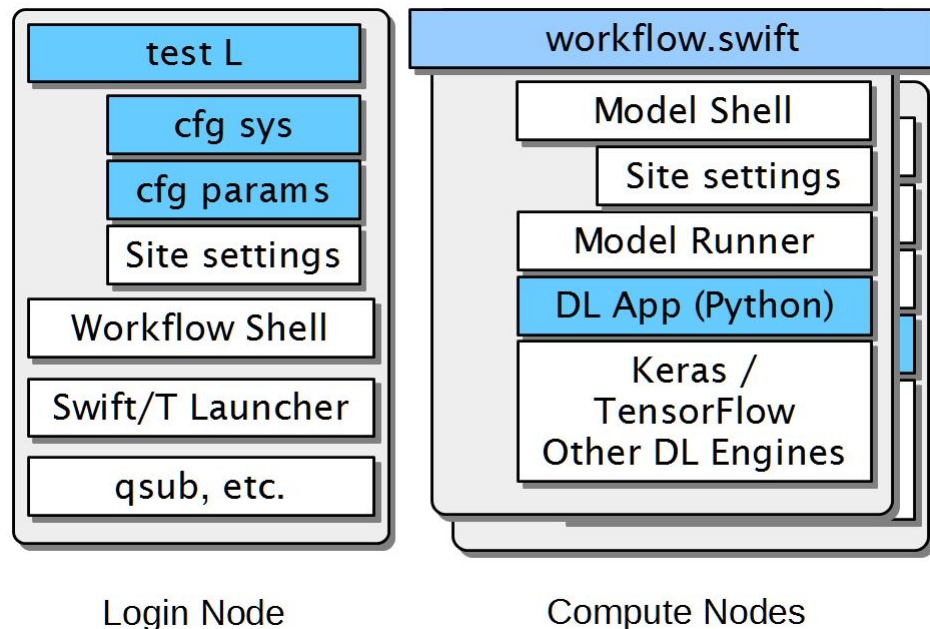 test L
cfg sys
cfg params
Site settings
Workflow Shell
Swift/T Launcher
qsub, etc.
Login Node
workflow.swift
Model Shell
Site settings
Model Runner
DL App (Python)
Keras /
TensorFlow
Other DL Engines
Compute Nodes